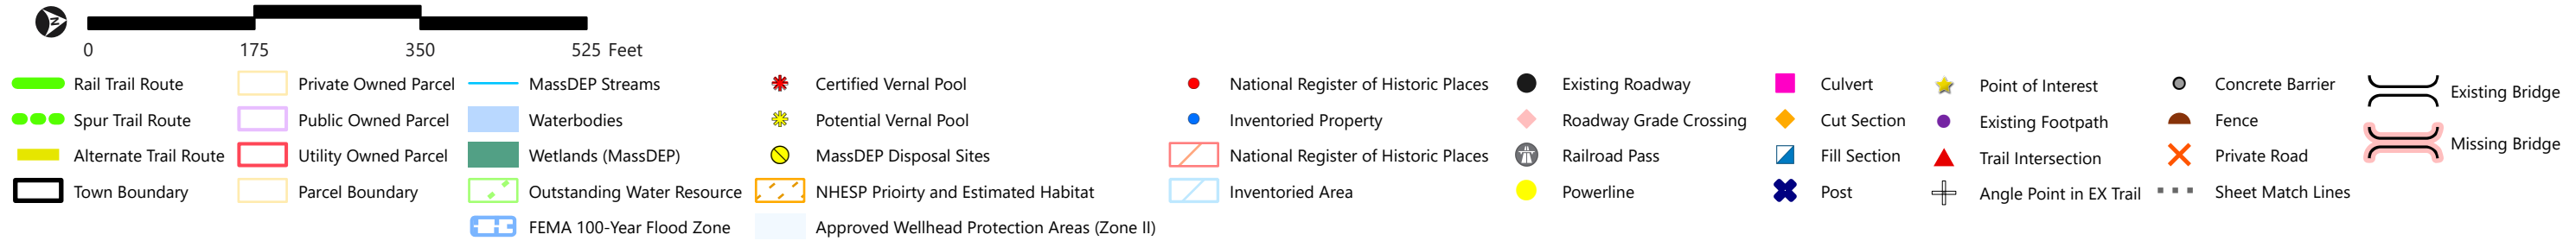 N
0 175 350 525 Feet
Rail Trail Route Private Owned Parcel MassDEP Streams Certified Vernal Pool National Register of Historic Places Existing Roadway Culvert Point of Interest Concrete Barrier Existing Bridge
Spur Trail Route Public Owned Parcel Waterbodies Potential Vernal Pool Inventoried Property Roadway Grade Crossing Cut Section Existing Footpath Fence Missing Bridge
Alternate Trail Route Utility Owned Parcel Wetlands (MassDEP) MassDEP Disposal Sites National Register of Historic Places Railroad Pass Fill Section Trail Intersection Private Road
Town Boundary Parcel Boundary Outstanding Water Resource NHESP Prioirty and Estimated Habitat Inventoried Area Powerline Post Angle Point in EX Trail Sheet Match Lines
FEMA 100-Year Flood Zone Approved Wellhead Protection Areas (Zone II)